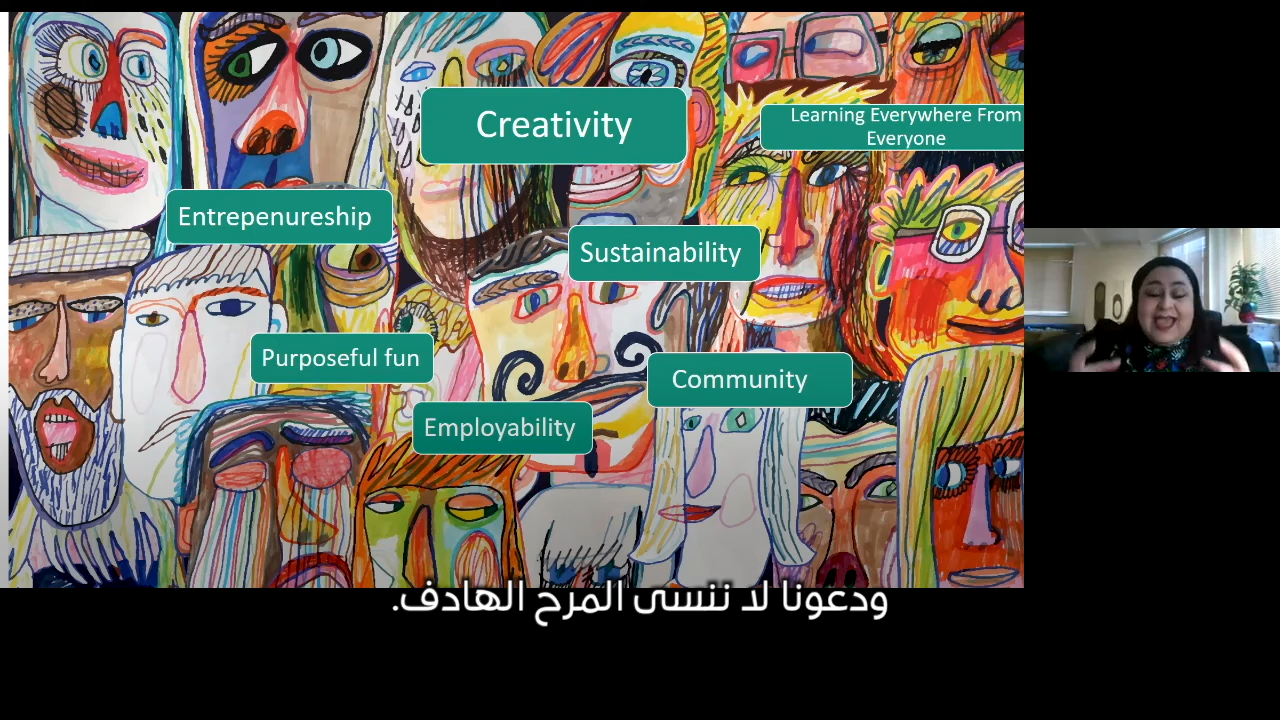 Creativity
Learning Everywhere From
Everyone
Entrepenureship
Sustainability
Purposeful fun
Community
Employability
ودعونا لا ننسى المرح الهادف.